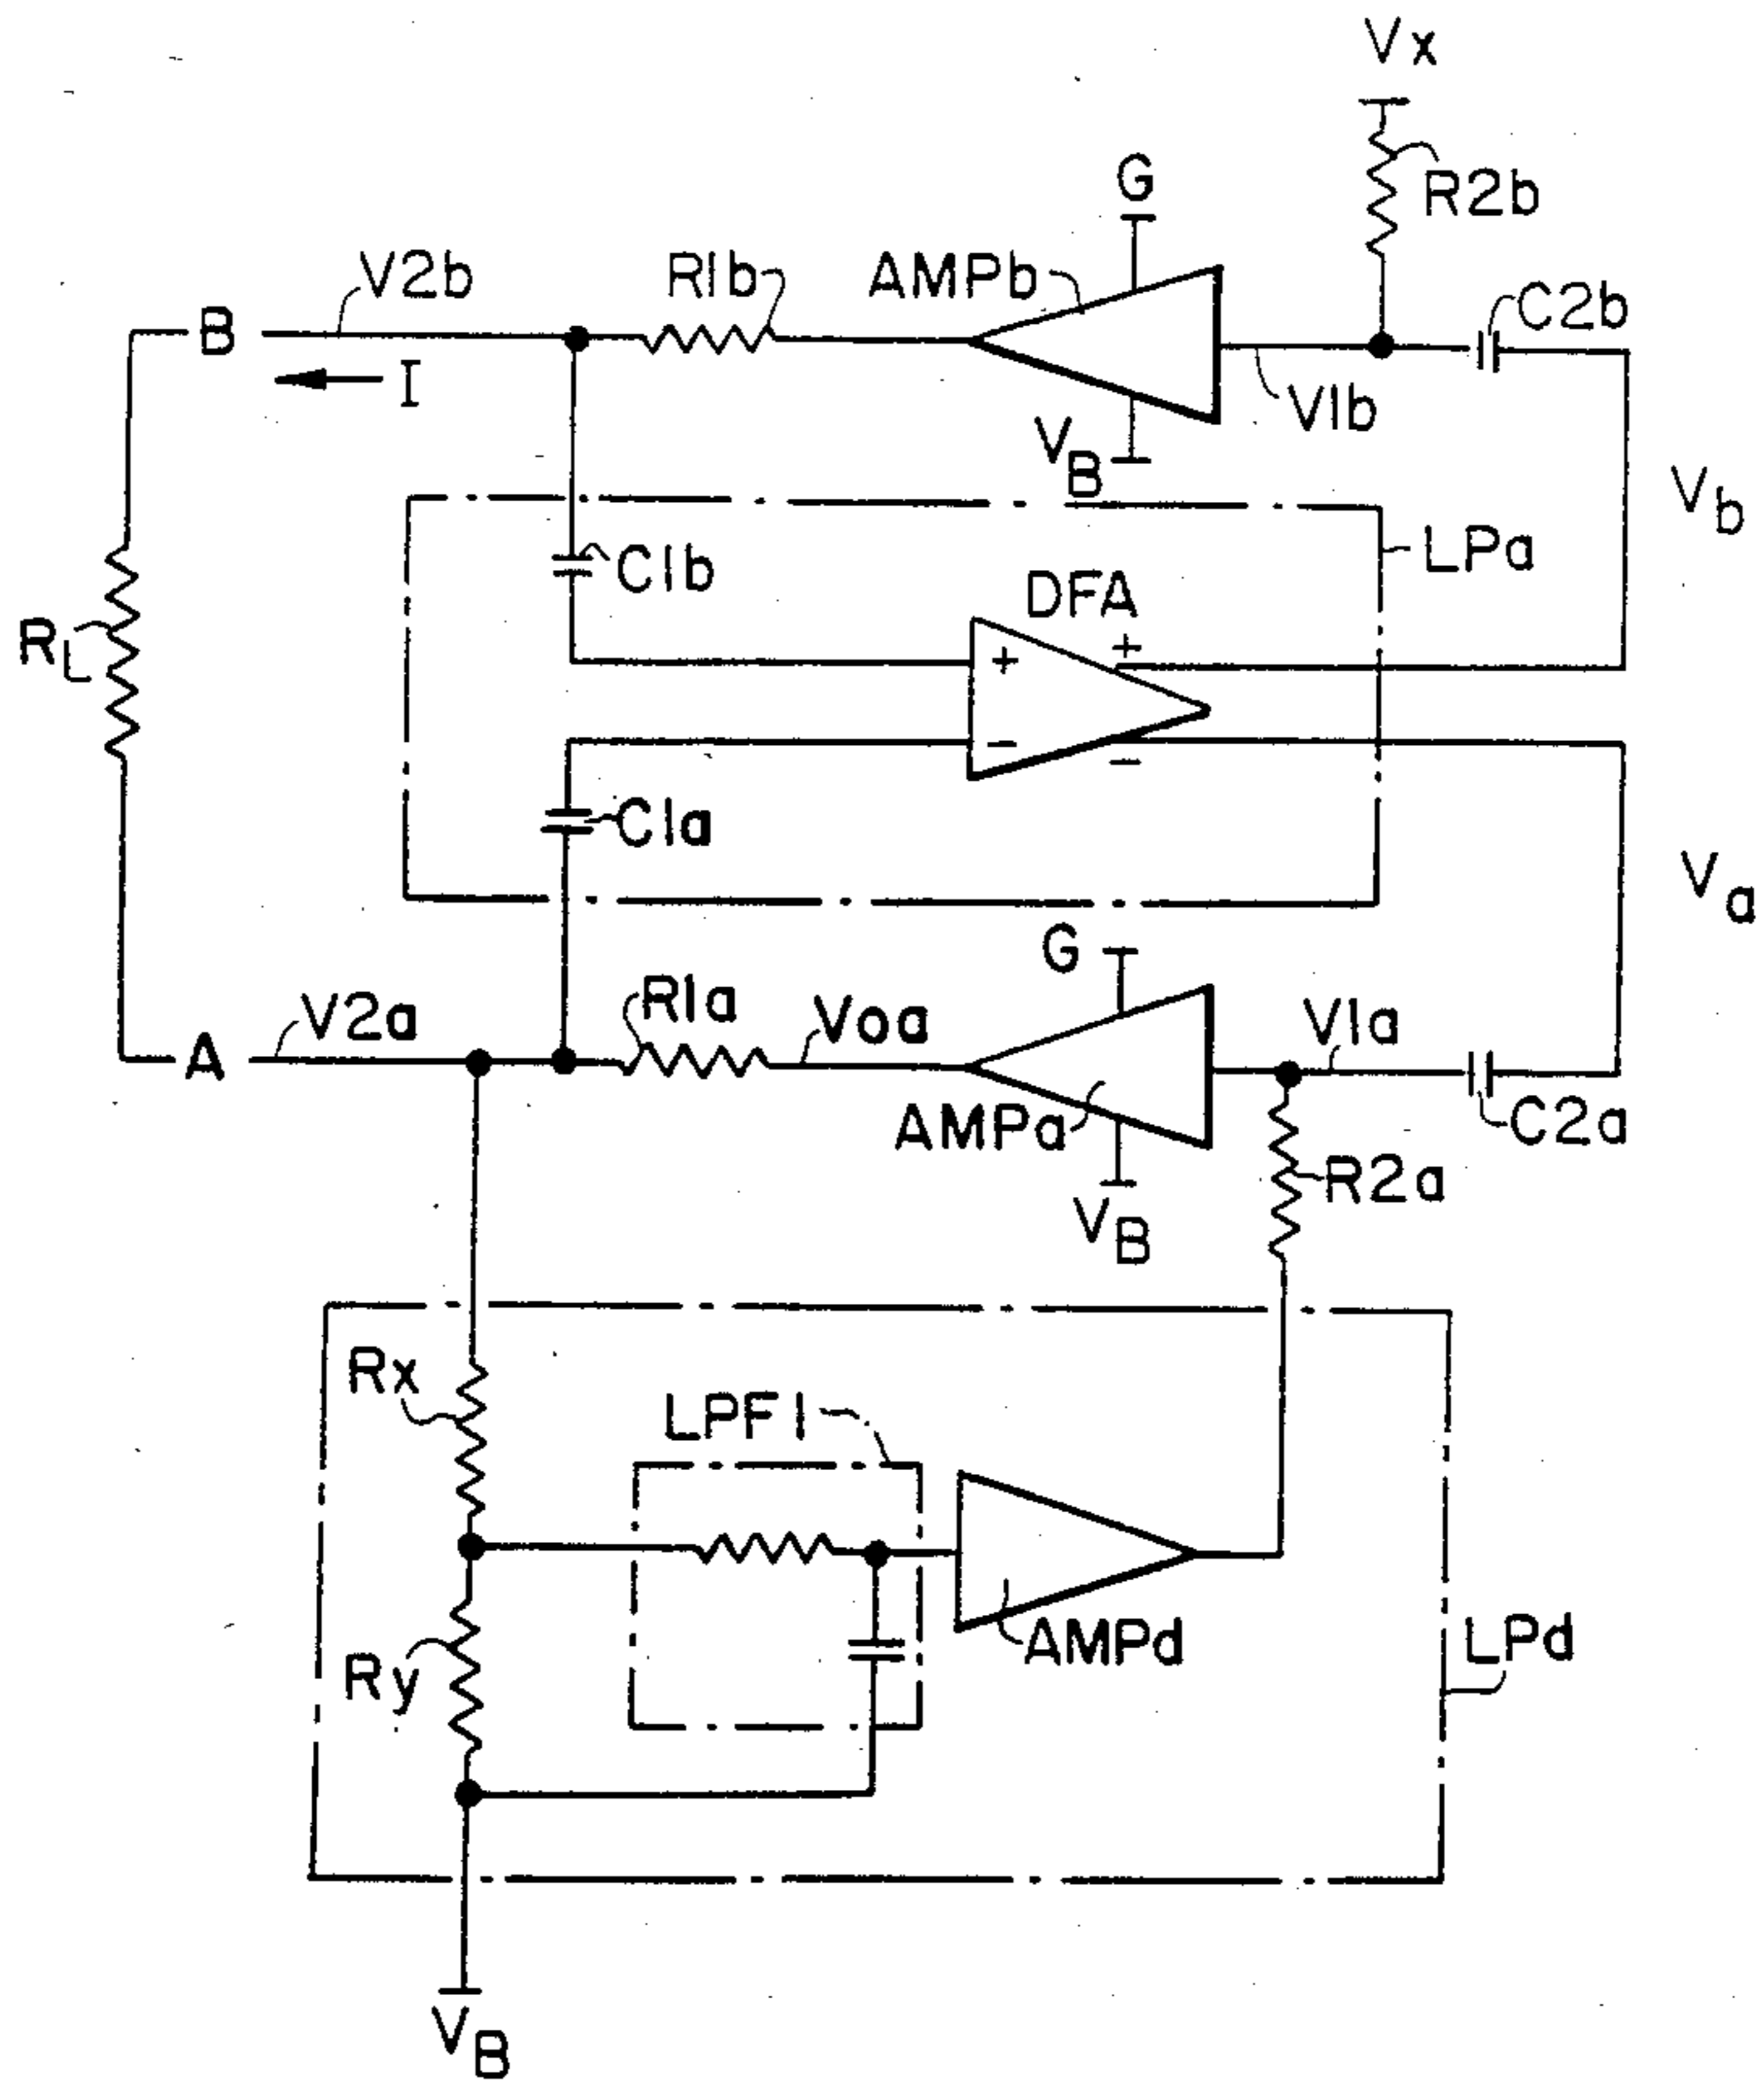 Vx
G
R2b
V2b
R1b
AMPb
C2b
B
I
V1b
VB
Vb
LPa
C1b
DFA
RL
+
+
−
−
C1a
Va
G
R1a
V2a
Voa
V1a
A
AMPa
C2a
R2a
VB
Rx
LPF1
AMPd
LPd
Ry
VB